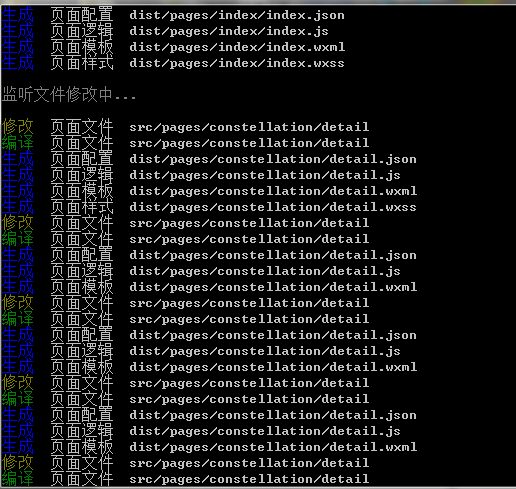 生成 页面配置 dist/pages/index/index.json
生成 页面逻辑 dist/pages/index/index.js
生成 页面模板 dist/pages/index/index.wxml
生成 页面样式 dist/pages/index/index.wxss
监听文件修改中...
修改 页面文件 src/pages/constellation/detail
编译 页面文件 src/pages/constellation/detail
生成 页面配置 dist/pages/constellation/detail.json
生成 页面逻辑 dist/pages/constellation/detail.js
生成 页面模板 dist/pages/constellation/detail.wxml
生成 页面样式 dist/pages/constellation/detail.wxss
修改 页面文件 src/pages/constellation/detail
编译 页面文件 src/pages/constellation/detail
生成 页面配置 dist/pages/constellation/detail.json
生成 页面逻辑 dist/pages/constellation/detail.js
生成 页面模板 dist/pages/constellation/detail.wxml
修改 页面文件 src/pages/constellation/detail
编译 页面文件 src/pages/constellation/detail
生成 页面配置 dist/pages/constellation/detail.json
生成 页面逻辑 dist/pages/constellation/detail.js
生成 页面模板 dist/pages/constellation/detail.wxml
修改 页面文件 src/pages/constellation/detail
编译 页面文件 src/pages/constellation/detail
生成 页面配置 dist/pages/constellation/detail.json
生成 页面逻辑 dist/pages/constellation/detail.js
生成 页面模板 dist/pages/constellation/detail.wxml
修改 页面文件 src/pages/constellation/detail
编译 页面文件 src/pages/constellation/detail